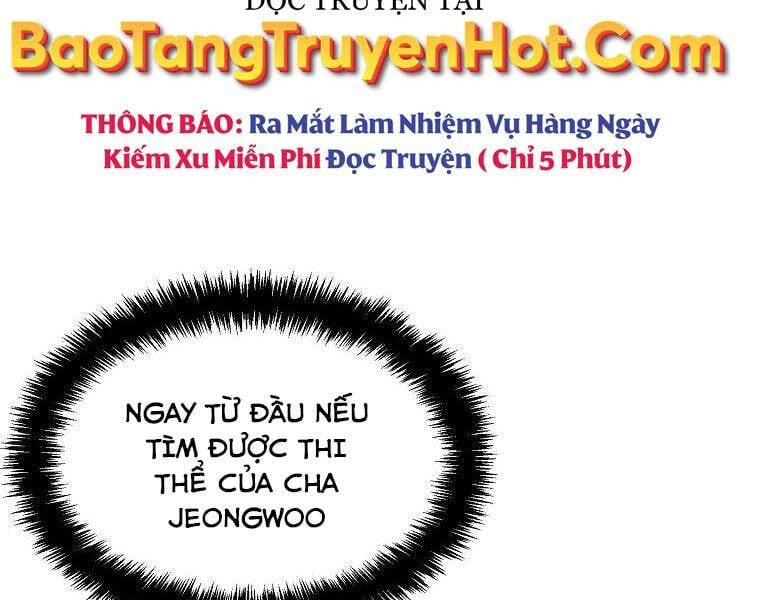 ĐỌC TRUYỆN TẠI
BaoTangTruyenHot.Com
THÔNG BÁO: Ra Mắt Làm Nhiệm Vụ Hàng Ngày
Kiếm Xu Miễn Phí Đọc Truyện ( Chỉ 5 Phút)
NGAY TỪ ĐẦU NẾU
TÌM ĐƯỢC THI
THỂ CỦA CHA
JEONGWOO